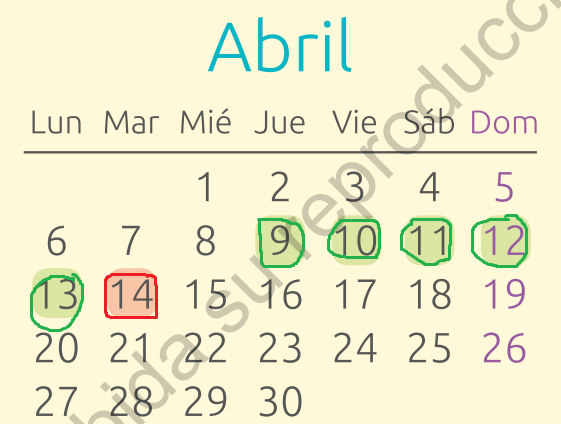 Abril
Lun Mar Mié Jue Vie Sáb Dom
1 2 3 4 5
6 7 8 9 10 11 12
13 14 15 16 17 18 19
20 21 22 23 24 25 26
27 28 29 30
bida su reproducci